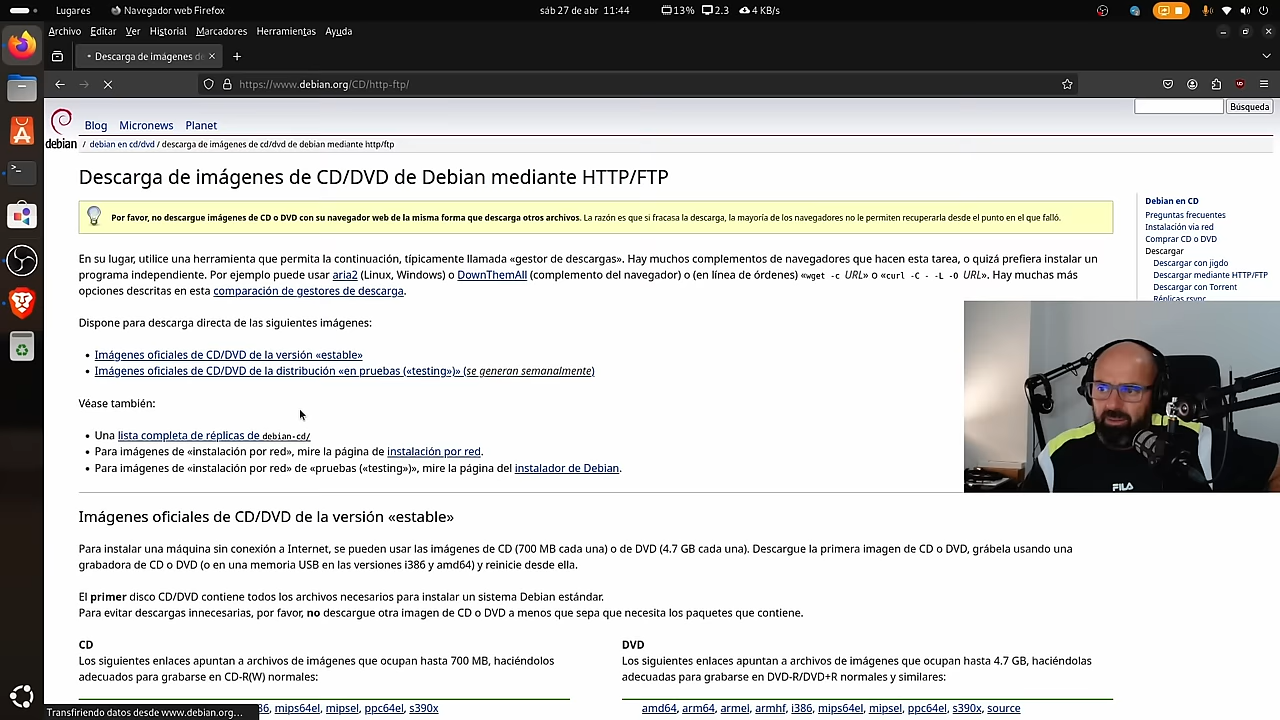 Lugares Navegador web Firefox sáb 27 de abr 11:44 13% 2.3 4 KB/s
Archivo Editar Ver Historial Marcadores Herramientas Ayuda
Descarga de imágenes de
https://www.debian.org/CD/http-ftp/
Búsqueda
debian Blog Micronews Planet
/ debian en cd/dvd / descarga de imágenes de cd/dvd de debian mediante http/ftp
Descarga de imágenes de CD/DVD de Debian mediante HTTP/FTP
Por favor, no descargue imágenes de CD o DVD con su navegador web de la misma forma que descarga otros archivos. La razón es que si fracasa la descarga, la mayoría de los navegadores no le permiten recuperarla desde el punto en el que falló.
En su lugar, utilice una herramienta que permita la continuación, típicamente llamada «gestor de descargas». Hay muchos complementos de navegadores que hacen esta tarea, o quizá prefiera instalar un
programa independiente. Por ejemplo puede usar aria2 (Linux, Windows) o DownThemAll (complemento del navegador) o (en línea de órdenes) «wget -c URL» o «curl -C - -L -O URL». Hay muchas más
opciones descritas en esta comparación de gestores de descarga.
Dispone para descarga directa de las siguientes imágenes:
• Imágenes oficiales de CD/DVD de la versión «estable»
• Imágenes oficiales de CD/DVD de la distribución «en pruebas («testing»)» (se generan semanalmente)
Véase también:
• Una lista completa de réplicas de debian-cd/
• Para imágenes de «instalación por red», mire la página de instalación por red.
• Para imágenes de «instalación por red» de «pruebas («testing»)», mire la página del instalador de Debian.
Debian en CD
Preguntas frecuentes
Instalación vía red
Comprar CD o DVD
Descargar
Descargar con jigdo
Descargar mediante HTTP/FTP
Descargar con Torrent
Réplicas rsync
FILA
Imágenes oficiales de CD/DVD de la versión «estable»
Para instalar una máquina sin conexión a Internet, se pueden usar las imágenes de CD (700 MB cada una) o de DVD (4.7 GB cada una). Descargue la primera imagen de CD o DVD, grábela usando una
grabadora de CD o DVD (o en una memoria USB en las versiones i386 y amd64) y reinicie desde ella.
El primer disco CD/DVD contiene todos los archivos necesarios para instalar un sistema Debian estándar.
Para evitar descargas innecesarias, por favor, no descargue otra imagen de CD o DVD a menos que sepa que necesita los paquetes que contiene.
CD
Los siguientes enlaces apuntan a archivos de imágenes que ocupan hasta 700 MB, haciéndolos
adecuados para grabarse en CD-R(W) normales:
86, mips64el, mipsel, ppc64el, s390x
DVD
Los siguientes enlaces apuntan a archivos de imágenes que ocupan hasta 4.7 GB, haciéndolas
adecuadas para grabarse en DVD-R/DVD+R normales y similares:
amd64, arm64, armel, armhf, i386, mips64el, mipsel, ppc64el, s390x, source
Transfiriendo datos desde www.debian.org…